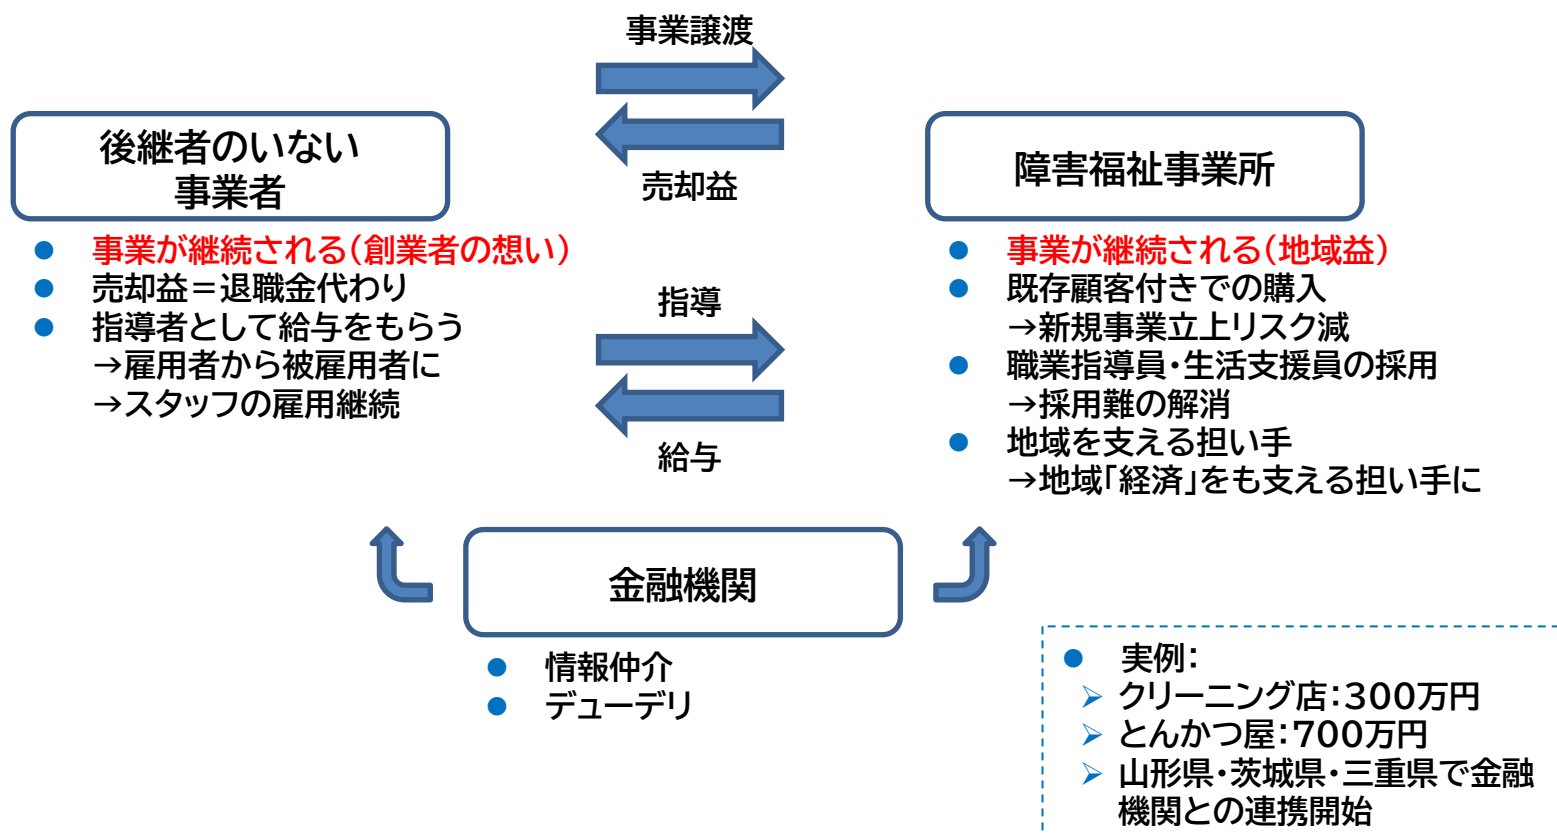 事業譲渡
売却益
後継者のいない
事業者
● 事業が継続される（創業者の想い）
● 売却益＝退職金代わり
● 指導者として給与をもらう
→雇用者から被雇用者に
→スタッフの雇用継続
指導
給与
障害福祉事業所
● 事業が継続される（地域益）
● 既存顧客付きでの購入
→新規事業立上リスク減
● 職業指導員・生活支援員の採用
→採用難の解消
● 地域を支える担い手
→地域「経済」をも支える担い手に
金融機関
● 情報仲介
● デューデリ
● 実例：
➢ クリーニング店：300万円
➢ とんかつ屋：700万円
➢ 山形県・茨城県・三重県で金融
機関との連携開始